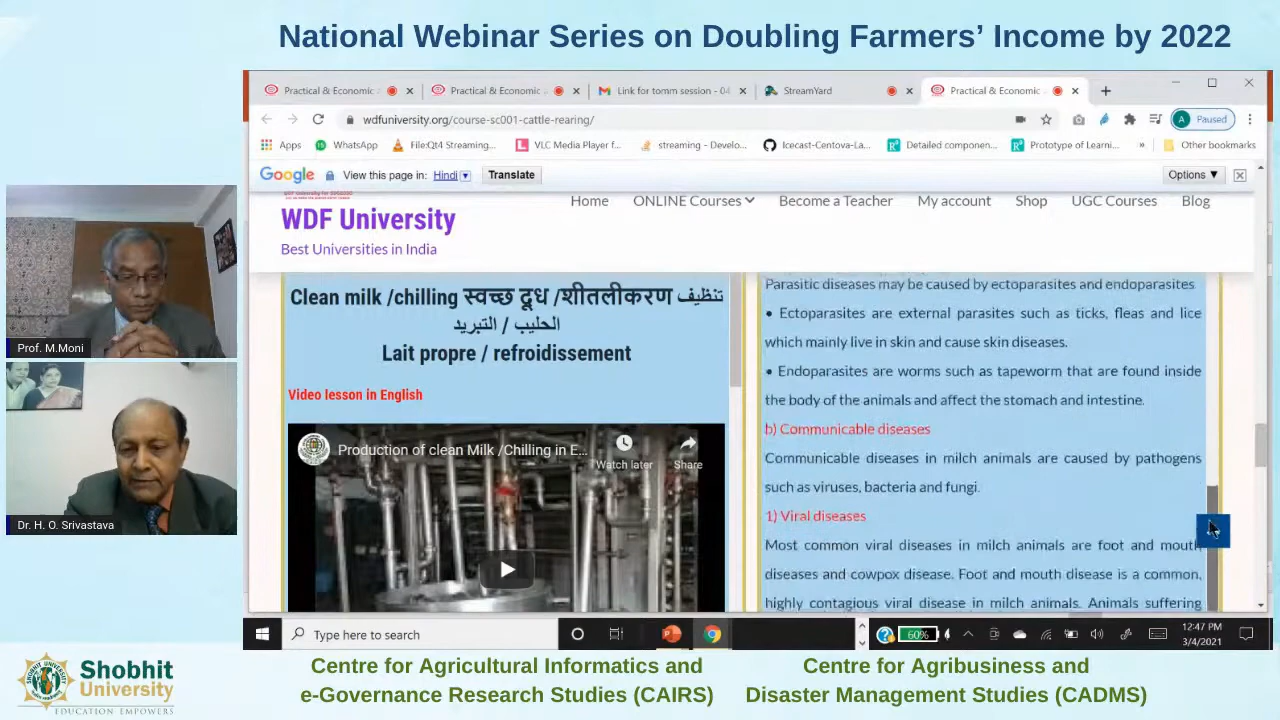 National Webinar Series on Doubling Farmers’ Income by 2022
Practical & Economic
Practical & Economic
Link for tomm session - 04
StreamYard
Practical & Economic
wdfuniversity.org/course-sc001-cattle-rearing/
A Paused
Apps
WhatsApp
File:Qt4 Streaming...
VLC Media Player f...
streaming - Develo...
Icecast-Centova-La...
Detailed componen...
Prototype of Learni...
»
Other bookmarks
Google
View this page in:
Hindi
Translate
Options ▼
WDF University
Best Universities in India
Home
ONLINE Courses
Become a Teacher
My account
Shop
UGC Courses
Blog
Clean milk /chilling स्वच्छ दूध /शीतलीकरण تنظيف
الحليب / التبريد
Lait propre / refroidissement
Video lesson in English
Production of clean Milk /Chilling in E...
Watch later
Share
Parasitic diseases may be caused by ectoparasites and endoparasites
• Ectoparasites are external parasites such as ticks, fleas and lice
which mainly live in skin and cause skin diseases.
• Endoparasites are worms such as tapeworm that are found inside
the body of the animals and affect the stomach and intestine.
b) Communicable diseases
Communicable diseases in milch animals are caused by pathogens
such as viruses, bacteria and fungi.
1) Viral diseases
Most common viral diseases in milch animals are foot and mouth
diseases and cowpox disease. Foot and mouth disease is a common,
highly contagious viral disease in milch animals. Animals suffering
Prof. M.Moni
Dr. H. O. Srivastava
Type here to search
60%
12:47 PM
3/4/2021
Shobhit
University
EDUCATION EMPOWERS
Centre for Agricultural Informatics and
e-Governance Research Studies (CAIRS)
Centre for Agribusiness and
Disaster Management Studies (CADMS)